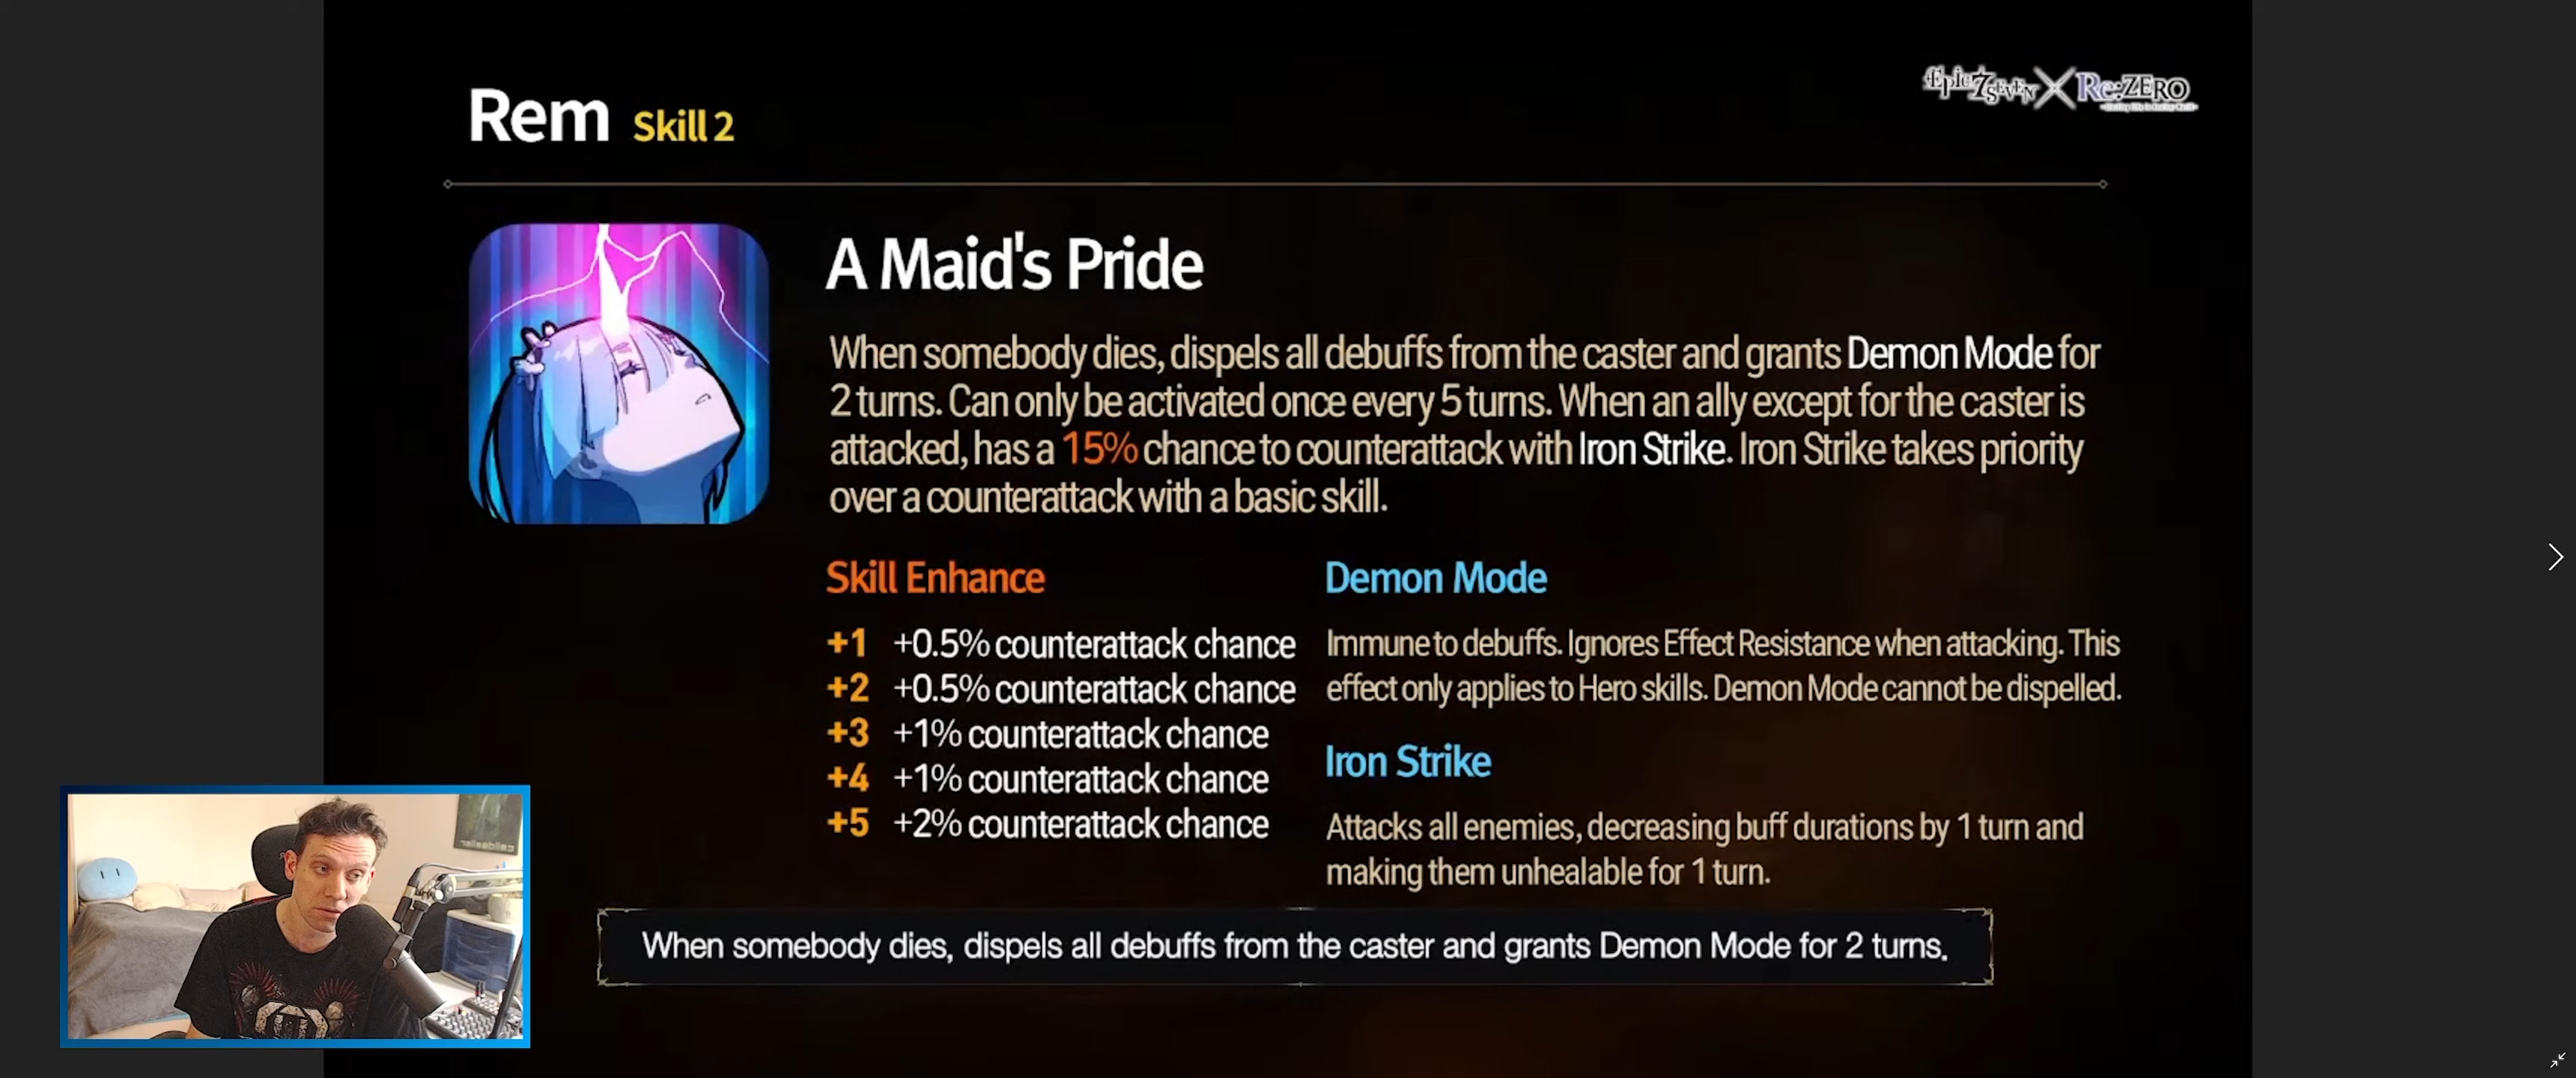 Epic SEVEN X Re:ZERO
Rem Skill 2
A Maid's Pride
When somebody dies, dispels all debuffs from the caster and grants Demon Mode for
2 turns. Can only be activated once every 5 turns. When an ally except for the caster is
attacked, has a 15% chance to counterattack with Iron Strike. Iron Strike takes priority
over a counterattack with a basic skill.
Skill Enhance
+1 +0.5% counterattack chance
+2 +0.5% counterattack chance
+3 +1% counterattack chance
+4 +1% counterattack chance
+5 +2% counterattack chance
Demon Mode
Immune to debuffs. Ignores Effect Resistance when attacking. This
effect only applies to Hero skills. Demon Mode cannot be dispelled.
Iron Strike
Attacks all enemies, decreasing buff durations by 1 turn and
making them unhealable for 1 turn.
When somebody dies, dispels all debuffs from the caster and grants Demon Mode for 2 turns.